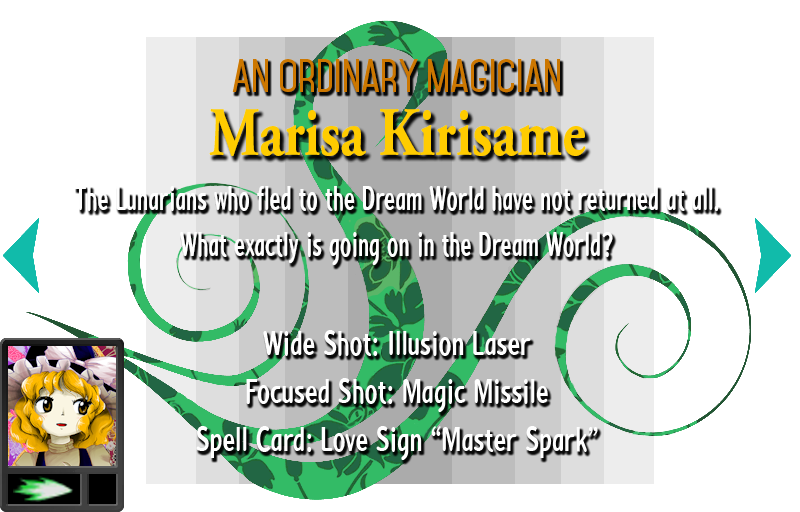 AN ORDINARY MAGICIAN
Marisa Kirisame
The Lunarians who fled to the Dream World have not returned at all.
What exactly is going on in the Dream World?
Wide Shot: Illusion Laser
Focused Shot: Magic Missile
Spell Card: Love Sign “Master Spark”